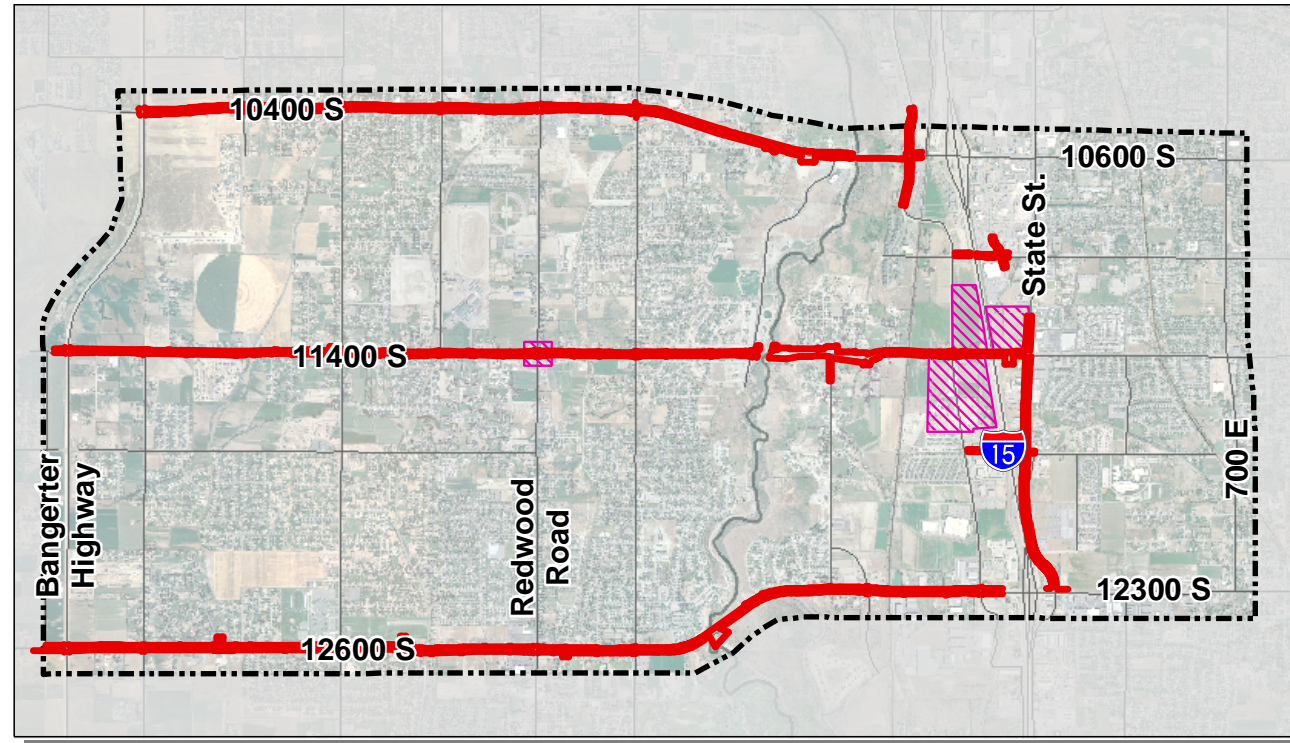 10400 S
10600 S
State St.
11400 S
15
700 E
Bangerter
Highway
Redwood
Road
12300 S
12600 S